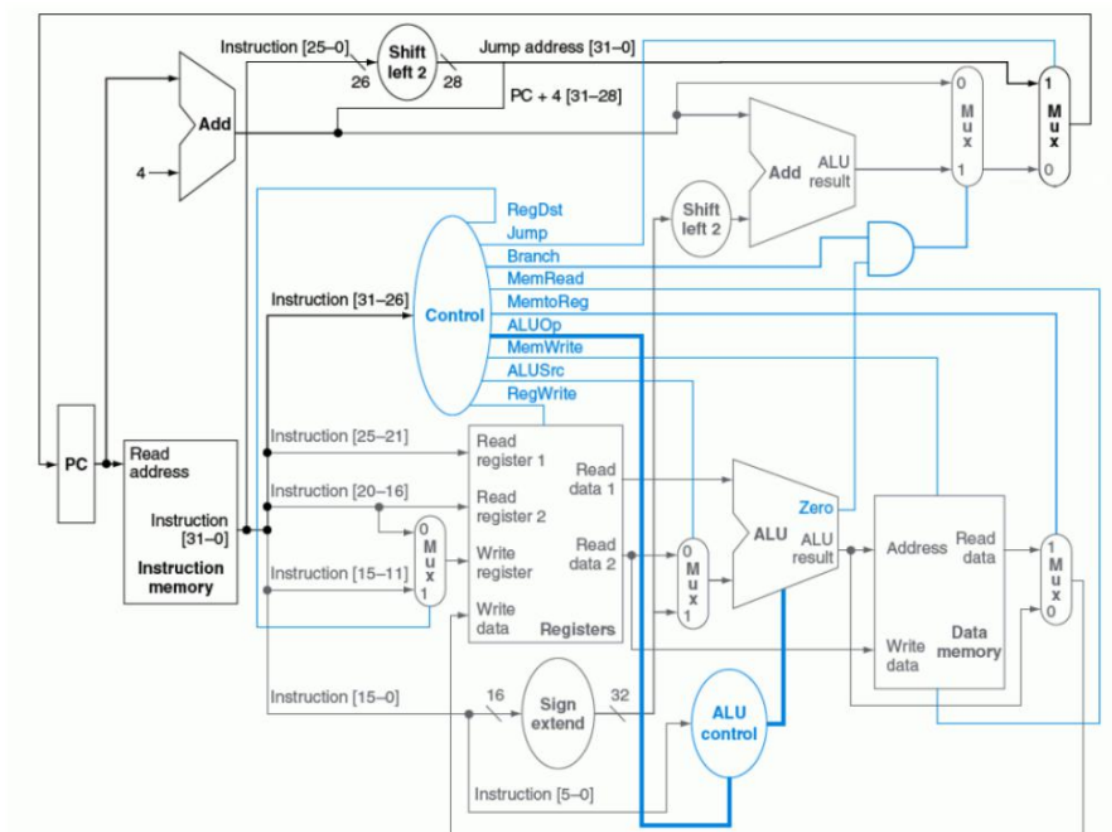 Instruction [25–0]
Shift
left 2
Jump address [31–0]
26
28
PC + 4 [31–28]
Add
4
0
M
u
x
1
1
M
u
x
0
Add
ALU
result
Shift
left 2
RegDst
Jump
Branch
MemRead
MemtoReg
ALUOp
MemWrite
ALUSrc
RegWrite
Instruction [31–26]
Control
PC
Read
address
Instruction
[31–0]
Instruction
memory
Instruction [25–21]
Instruction [20–16]
Instruction [15–11]
Instruction [15–0]
0
M
u
x
1
Read
register 1
Read
register 2
Write
register
Write
data
Read
data 1
Read
data 2
Registers
0
M
u
x
1
Zero
ALU
ALU
result
Address
Read
data
Write
data
Data
memory
1
M
u
x
0
16
Sign
extend
32
ALU
control
Instruction [5–0]